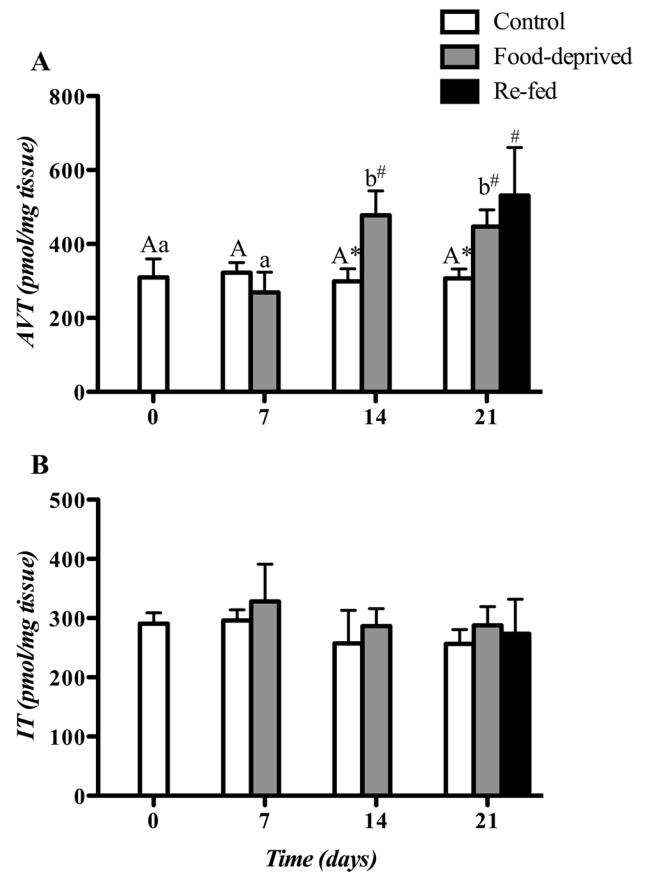 Control
Food-deprived
Re-fed
A
800
600
400
200
0
AVT (pmol/mg tissue)
Aa
A
a
A*
b#
A*
b#
#
0 7 14 21
B
500
400
300
200
100
0
IT (pmol/mg tissue)
0 7 14 21
Time (days)